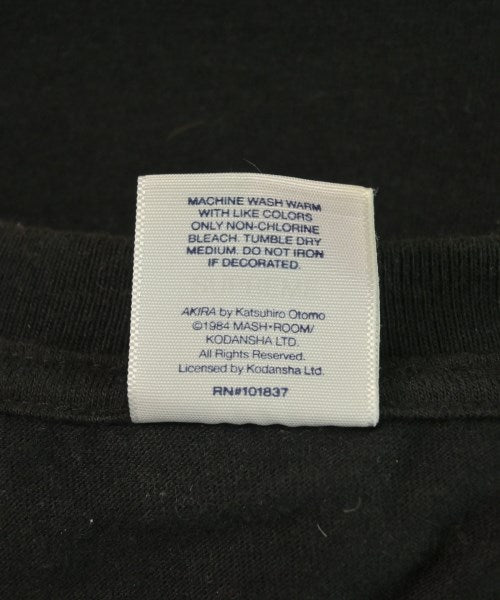 MACHINE WASH WARM
WITH LIKE COLORS
ONLY NON-CHLORINE
BLEACH. TUMBLE DRY
MEDIUM. DO NOT IRON
IF DECORATED.
AKIRA by Katsuhiro Otomo
©1984 MASH•ROOM/
KODANSHA LTD.
All Rights Reserved.
Licensed by Kodansha Ltd.
RN#101837